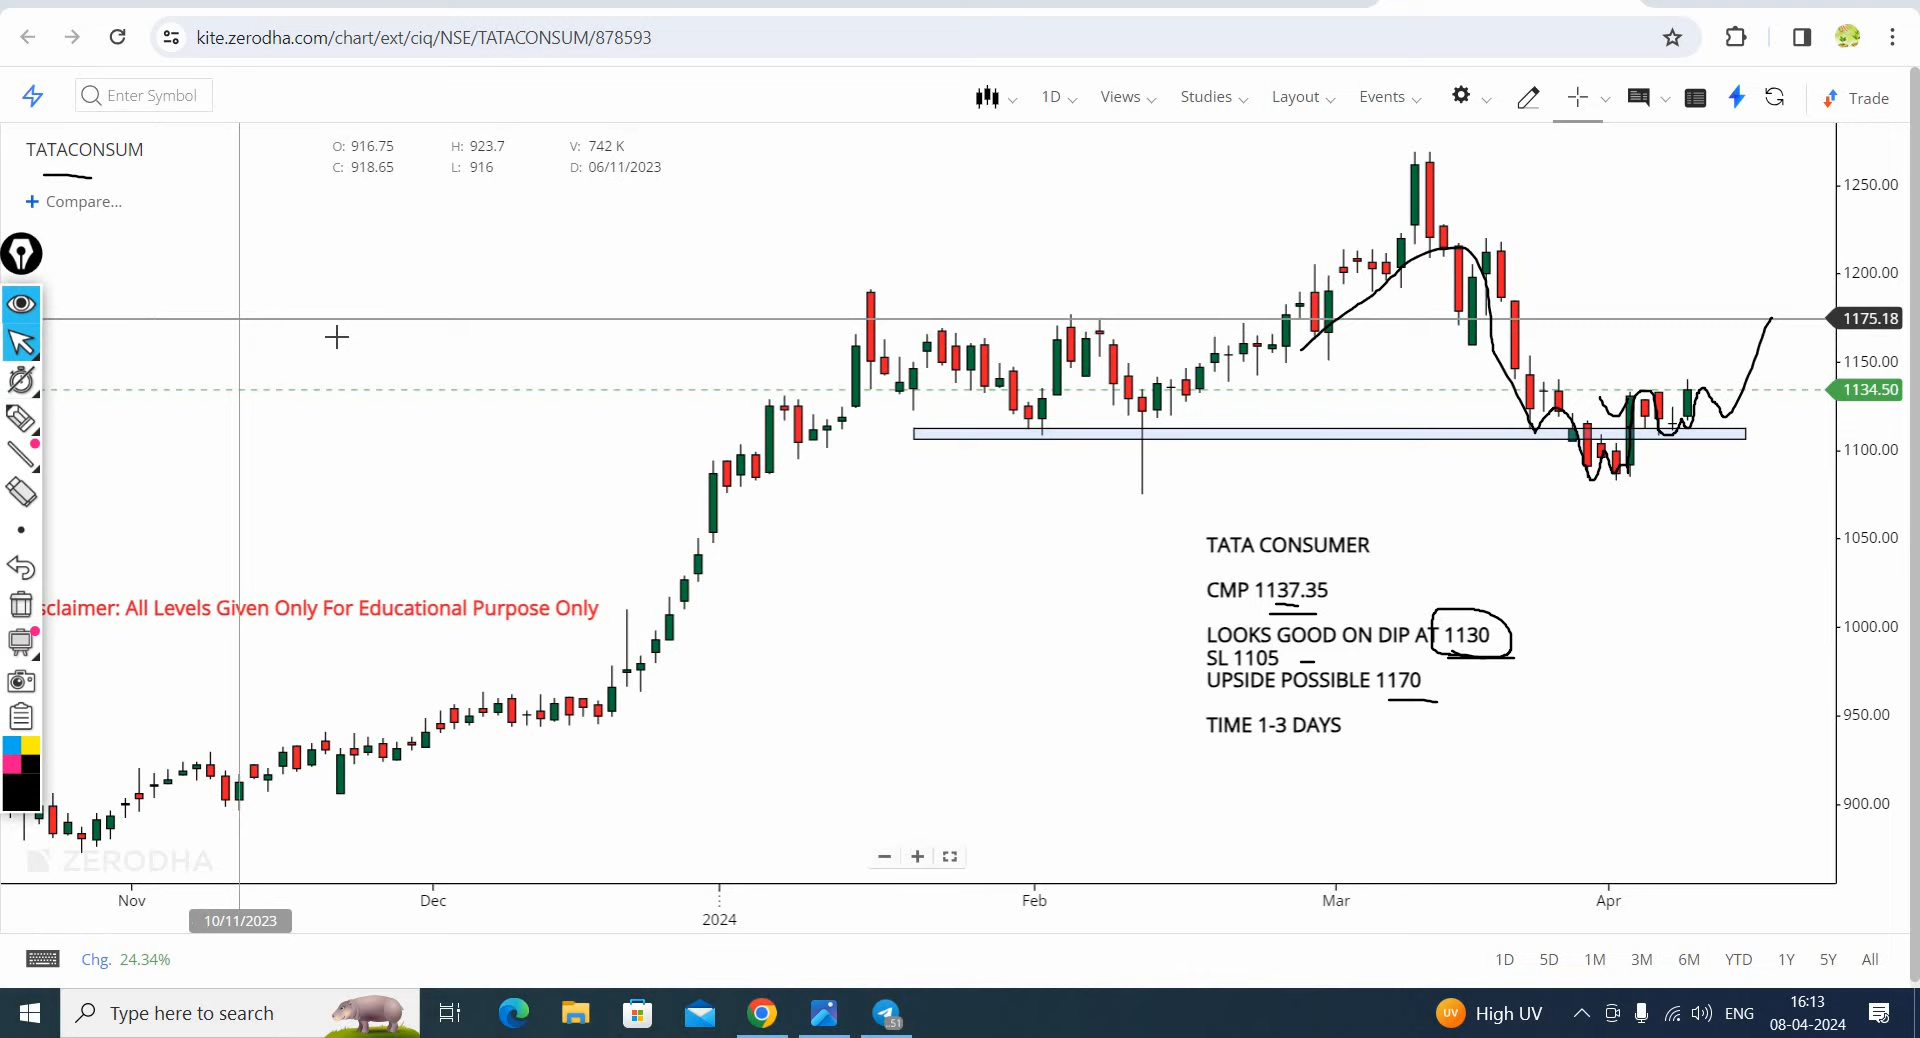 kite.zerodha.com/chart/ext/ciq/NSE/TATACONSUM/878593
Enter Symbol
1D
Views
Studies
Layout
Events
Trade
TATACONSUM
O: 916.75 H: 923.7 V: 742 K
C: 918.65 L: 916 D: 06/11/2023
+ Compare...
1250.00
1200.00
1175.18
1150.00
1134.50
1100.00
1050.00
1000.00
950.00
900.00
TATA CONSUMER
CMP 1137.35
LOOKS GOOD ON DIP AT 1130
SL 1105
UPSIDE POSSIBLE 1170
TIME 1-3 DAYS
sclaimer: All Levels Given Only For Educational Purpose Only
ZERODHA
Nov Dec 2024 Feb Mar Apr
10/11/2023
Chg. 24.34%
1D 5D 1M 3M 6M YTD 1Y 5Y All
Type here to search
51
UV High UV
ENG
16:13
08-04-2024